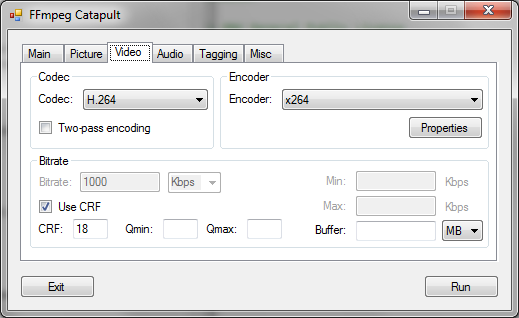 FFmpeg Catapult
Main Picture Video Audio Tagging Misc
Codec Encoder
Codec: H.264 Encoder: x264
Two-pass encoding Properties
Bitrate
Bitrate: 1000 Kbps Min: Kbps
Use CRF Max: Kbps
CRF: 18 Qmin: Qmax: Buffer: MB
Exit Run